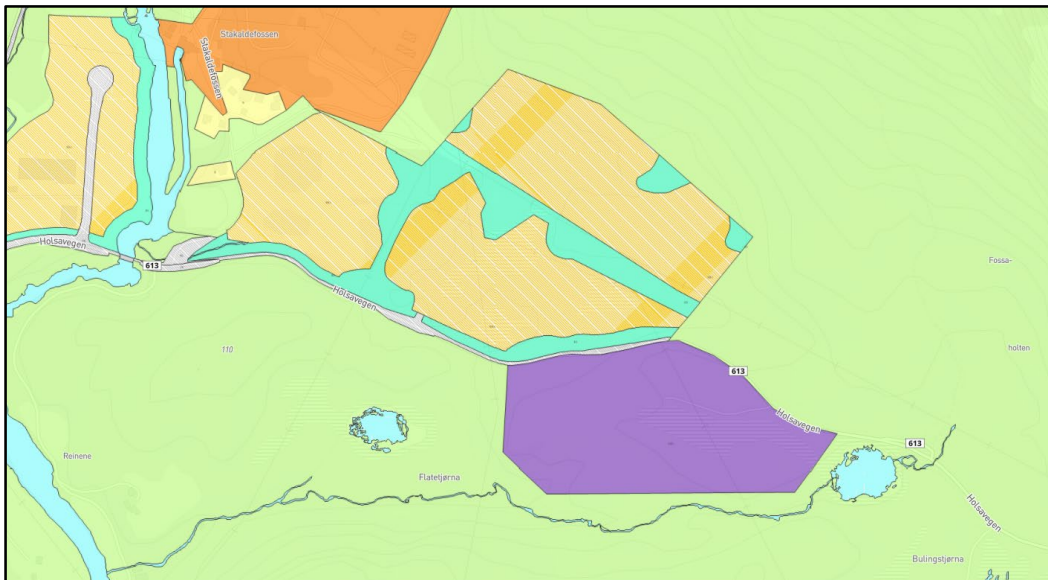 Stakaldefossen
Stakaldefossen
Holsavegen
613
Holsavegen
Fossa-
holten
110
613
Holsavegen
613
Reinene
Flatetjørna
Holsavegen
Bulingstjørna